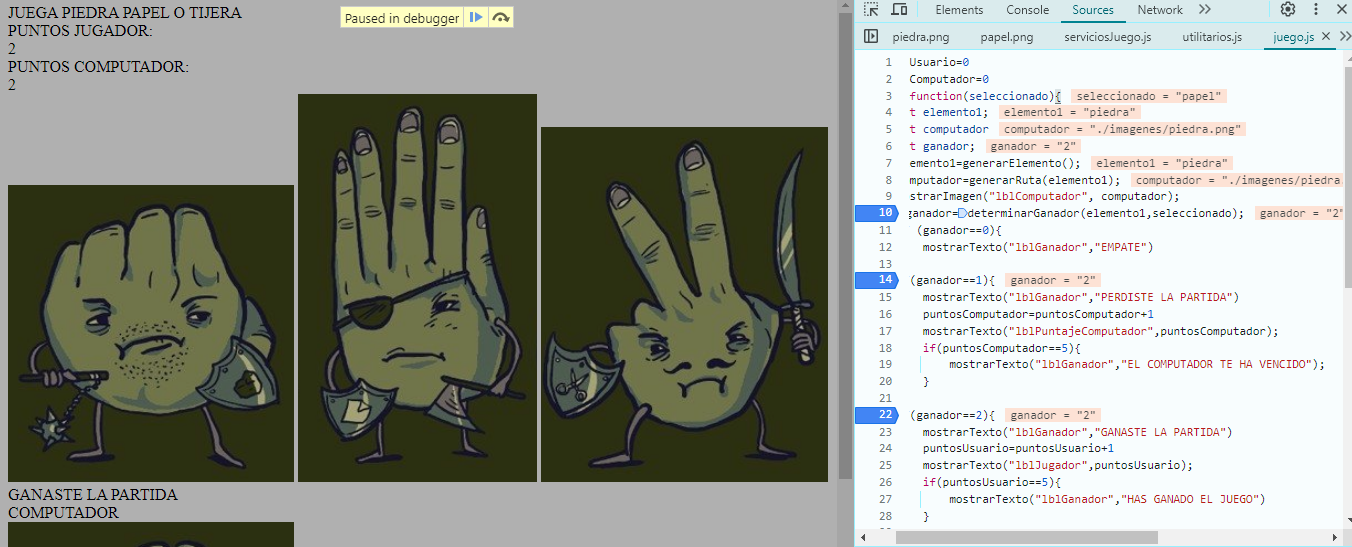 JUEGA PIEDRA PAPEL O TIJERA
PUNTOS JUGADOR:
2
PUNTOS COMPUTADOR:
2
Paused in debugger
GANASTE LA PARTIDA
COMPUTADOR
Elements Console Sources Network
piedra.png papel.png serviciosJuego.js utilitarios.js juego.js
1 Usuario=0
2 Computador=0
3 function(seleccionado){ seleccionado = "papel"
4 t elemento1; elemento1 = "piedra"
5 t computador computador = "./imagenes/piedra.png"
6 t ganador; ganador = "2"
7 emento1=generarElemento(); elemento1 = "piedra"
8 mputador=generarRuta(elemento1); computador = "./imagenes/piedra
9 strarImagen("lblComputador", computador);
10 ganador=determinarGanador(elemento1,seleccionado); ganador = "2"
11 (ganador==0){
12 mostrarTexto("lblGanador","EMPATE")
13
14 (ganador==1){ ganador = "2"
15 mostrarTexto("lblGanador","PERDISTE LA PARTIDA")
16 puntosComputador=puntosComputador+1
17 mostrarTexto("lblPuntajeComputador",puntosComputador);
18 if(puntosComputador==5){
19 mostrarTexto("lblGanador","EL COMPUTADOR TE HA VENCIDO");
20 }
21
22 (ganador==2){ ganador = "2"
23 mostrarTexto("lblGanador","GANASTE LA PARTIDA")
24 puntosUsuario=puntosUsuario+1
25 mostrarTexto("lblJugador",puntosUsuario);
26 if(puntosUsuario==5){
27 mostrarTexto("lblGanador","HAS GANADO EL JUEGO")
28 }